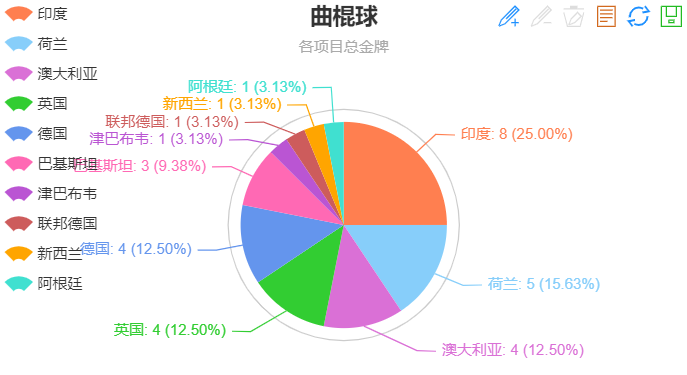 曲棍球
各项目总金牌
印度
荷兰
澳大利亚
英国
德国
巴基斯坦
津巴布韦
联邦德国
新西兰
阿根廷
印度: 8 (25.00%)
荷兰: 5 (15.63%)
澳大利亚: 4 (12.50%)
英国: 4 (12.50%)
德国: 4 (12.50%)
巴基斯坦: 3 (9.38%)
津巴布韦: 1 (3.13%)
联邦德国: 1 (3.13%)
新西兰: 1 (3.13%)
阿根廷: 1 (3.13%)